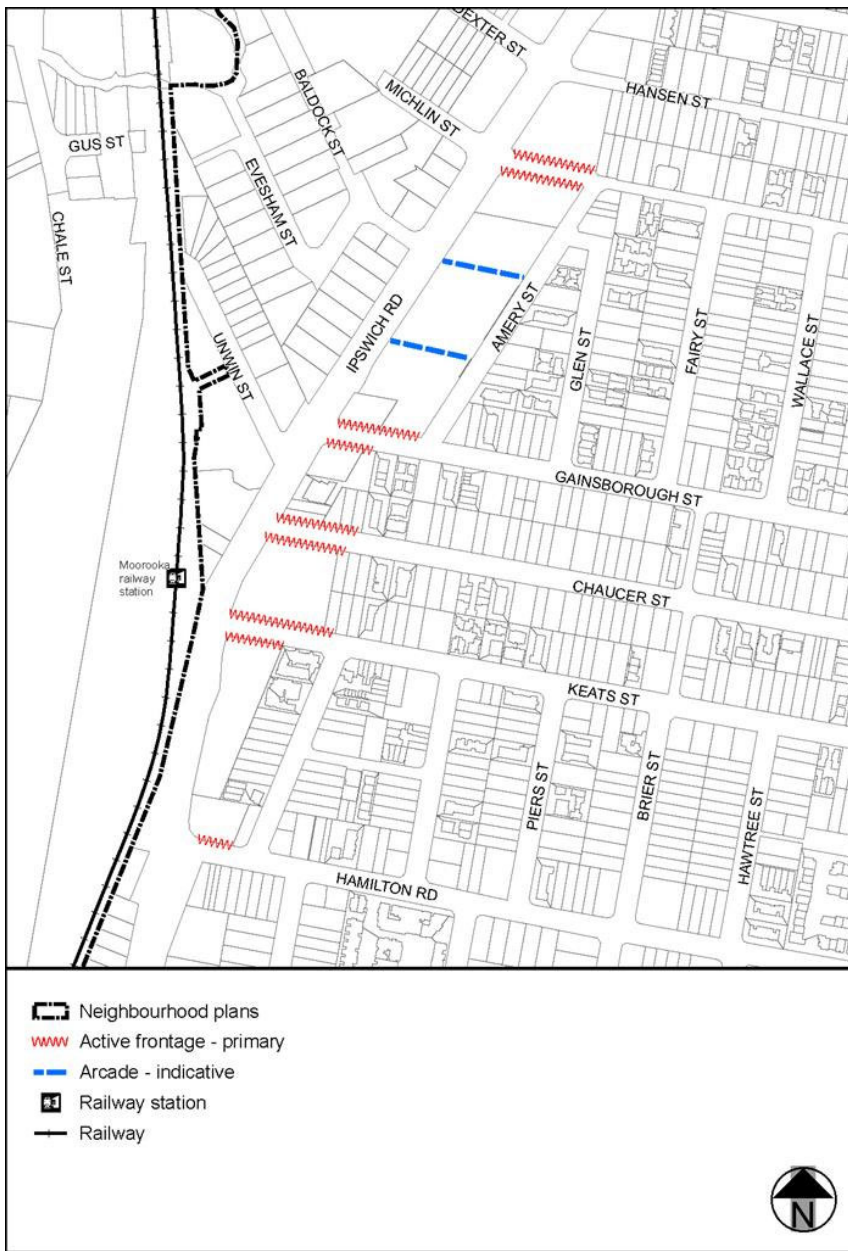 DEXTER ST
HANSEN ST
BALDOCK ST
MICHLIN ST
GUS ST
EVESHAM ST
CHALE ST
IPSWICH RD
AMERY ST
UNWIN ST
GLEN ST
FAIRY ST
WALLACE ST
GAINSBOROUGH ST
Moorooka
railway
station
CHAUCER ST
KEATS ST
PIERS ST
BRIER ST
HAWTREE ST
HAMILTON RD
Neighbourhood plans
Active frontage - primary
Arcade - indicative
Railway station
Railway
N